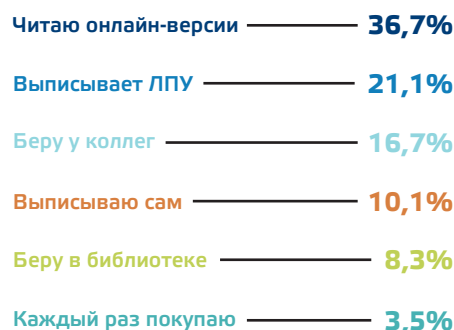 Читаю онлайн-версии 36,7%
Выписывает ЛПУ 21,1%
Беру у коллег 16,7%
Выписываю сам 10,1%
Беру в библиотеке 8,3%
Каждый раз покупаю 3,5%